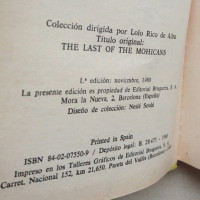 Colección dirigida por Lolo Rico de Alba
Título original:
THE LAST OF THE MOHICANS
1.ª edición: noviembre, 1980
La presente edición es propiedad de Editorial Bruguera, S. A.
Mora la Nueva, 2, Barcelona (España)
Diseño de colección: Neslé Soulé
Printed in Spain
ISBN 84-02-07550-9 / Depósito legal: B. 28.475 - 1980
Impreso en los Talleres Gráficos de Editorial Bruguera, S. A.
Carret. Nacional 152, km 21,650. Parets del Vallès (Barcelona)